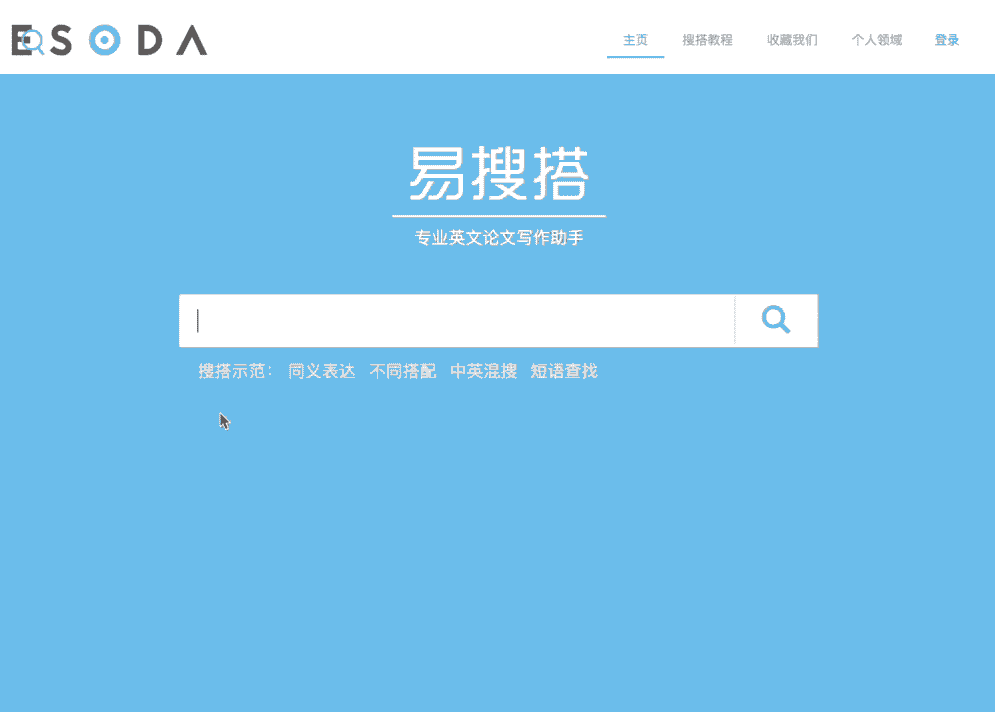 ESODA
主页 搜搭教程 收藏我们 个人领域 登录
易搜搭
专业英文论文写作助手
搜搭示范： 同义表达 不同搭配 中英混搜 短语查找